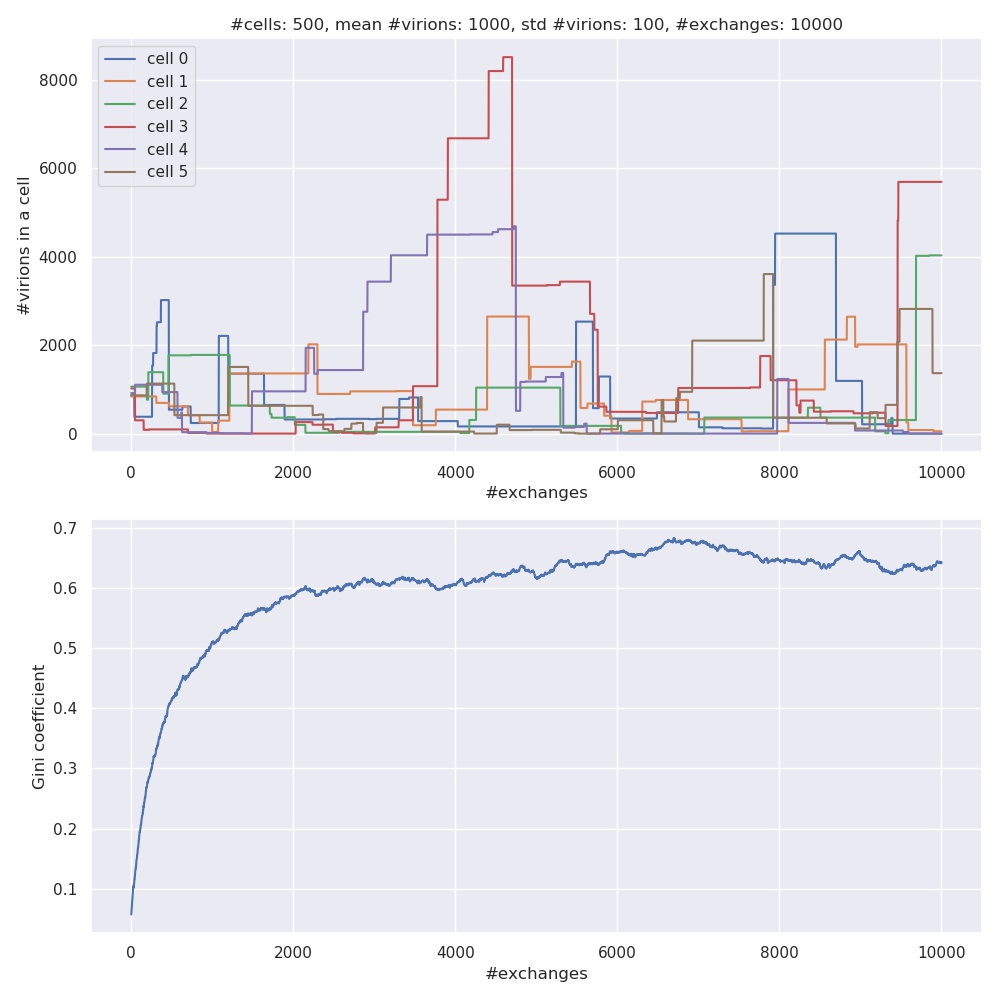 #cells: 500, mean #virions: 1000, std #virions: 100, #exchanges: 10000
cell 0
cell 1
cell 2
cell 3
cell 4
cell 5
8000
6000
4000
2000
0
#virions in a cell
0 2000 4000 6000 8000 10000
#exchanges
0.7
0.6
0.5
0.4
0.3
0.2
0.1
Gini coefficient
0 2000 4000 6000 8000 10000
#exchanges